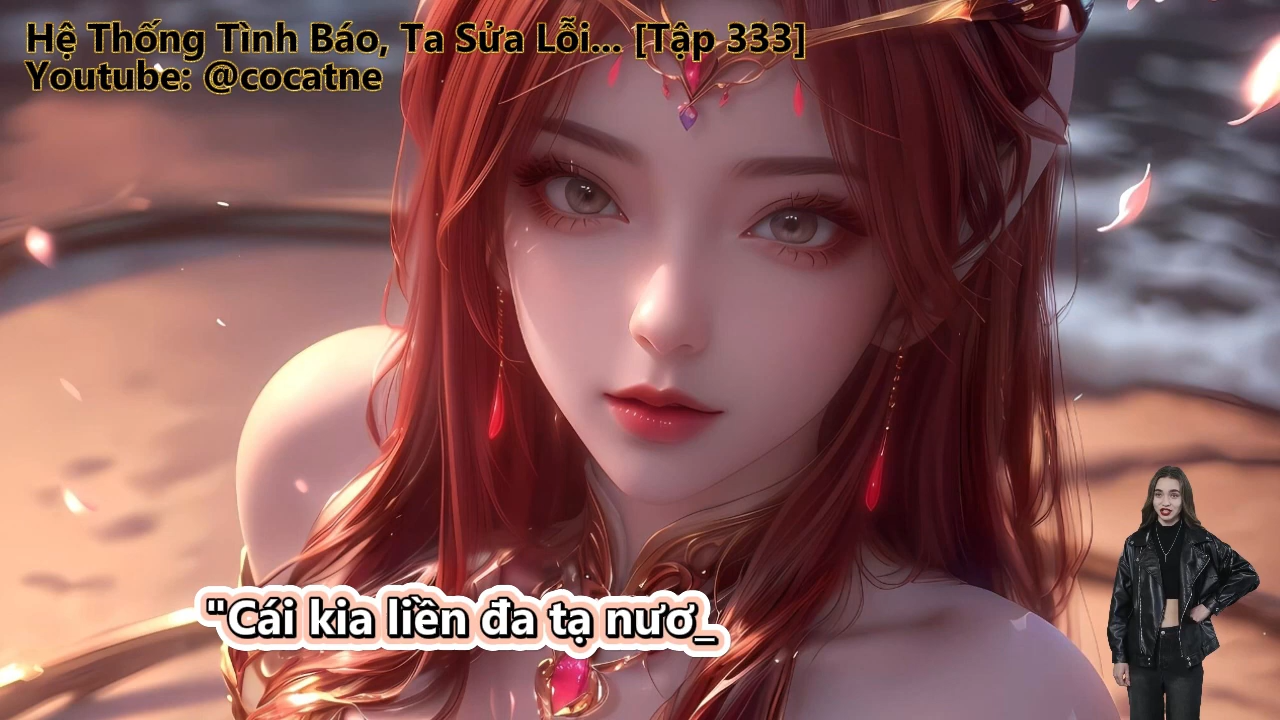 Hệ Thống Tình Báo, Ta Sửa Lỗi... [Tập 333]
Youtube: @cocatne
"Cái kia liền đa tạ nươ_